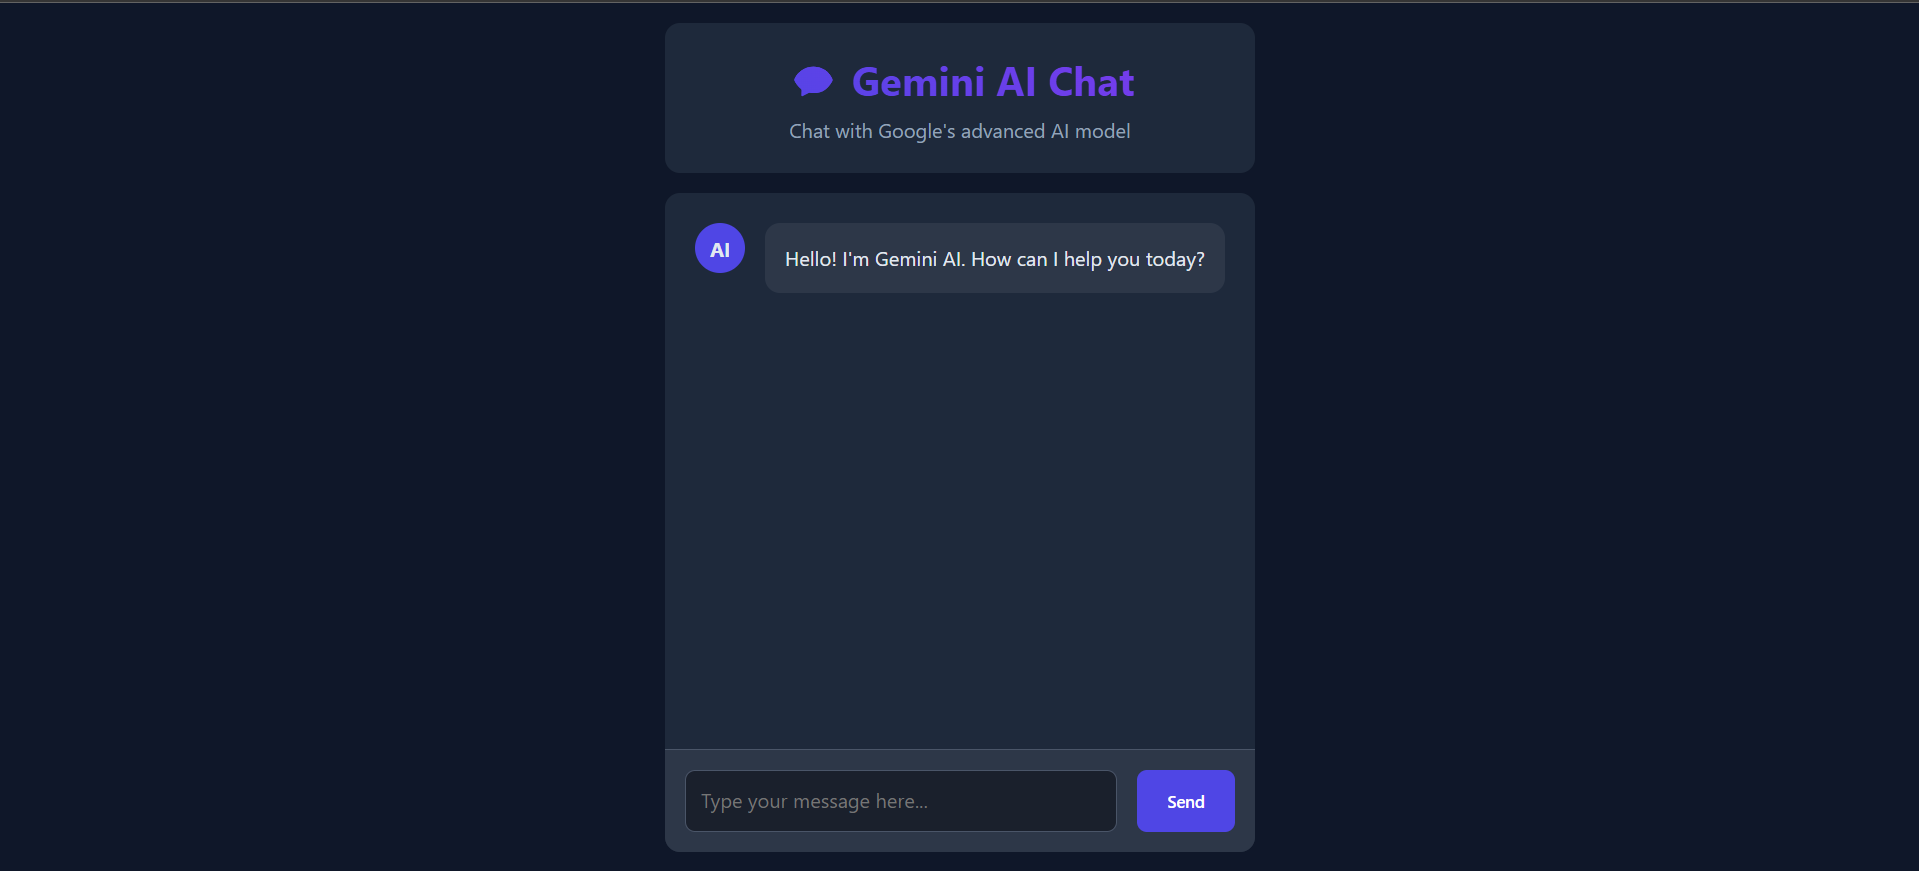 Gemini AI Chat
Chat with Google's advanced AI model
AI
Hello! I'm Gemini AI. How can I help you today?
Type your message here...
Send